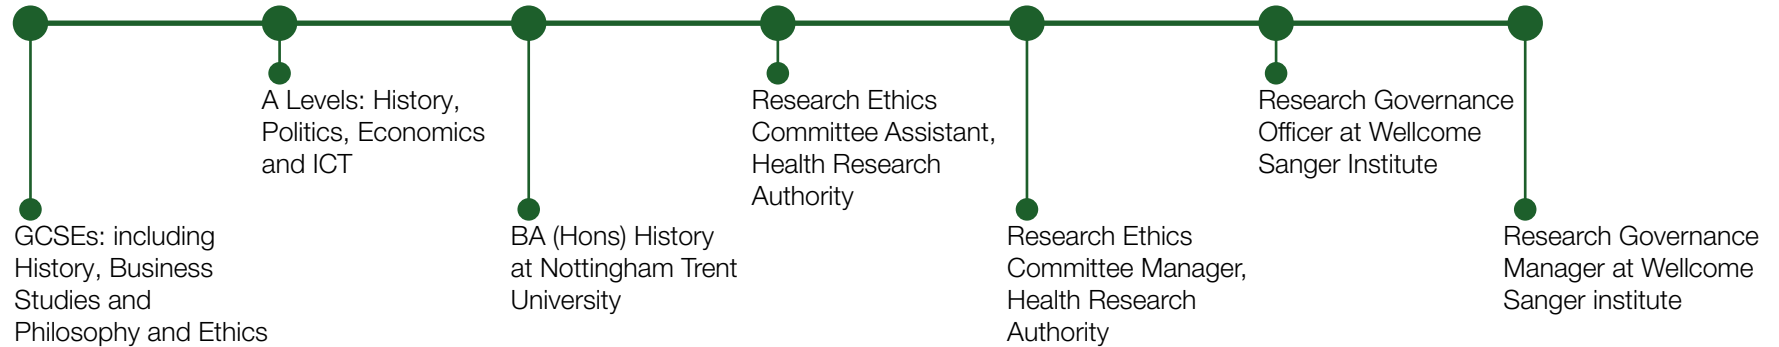 GCSEs: including
History, Business
Studies and
Philosophy and Ethics
A Levels: History,
Politics, Economics
and ICT
BA (Hons) History
at Nottingham Trent
University
Research Ethics
Committee Assistant,
Health Research
Authority
Research Ethics
Committee Manager,
Health Research
Authority
Research Governance
Officer at Wellcome
Sanger Institute
Research Governance
Manager at Wellcome
Sanger institute